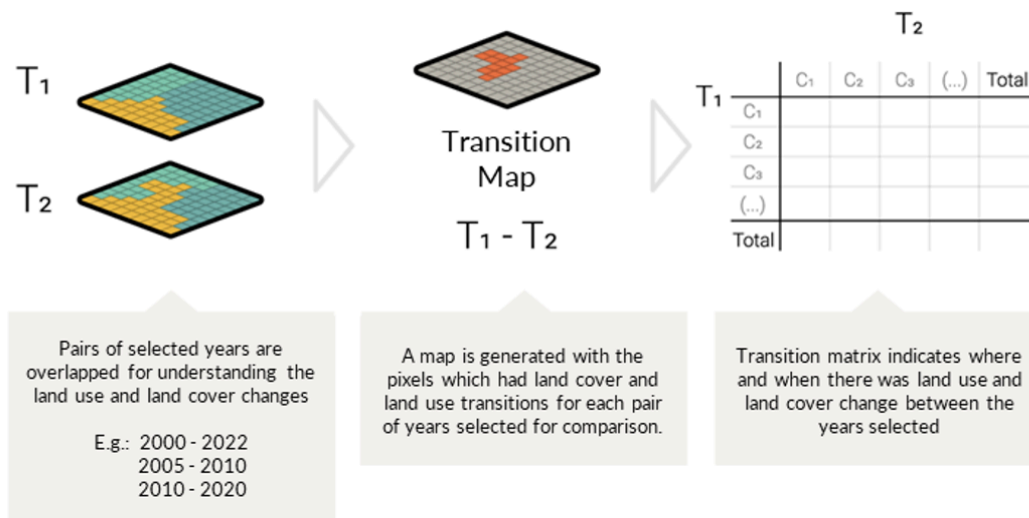 T₁
T₂
Transition
Map
T₁ - T₂
T₂
T₁
C₁ C₂ C₃ (...) Total
C₁
C₂
C₃
(...)
Total
Pairs of selected years are
overlapped for understanding the
land use and land cover changes
E.g.: 2000 - 2022
2005 - 2010
2010 - 2020
A map is generated with the
pixels which had land cover and
land use transitions for each pair
of years selected for comparison.
Transition matrix indicates where
and when there was land use and
land cover change between the
years selected